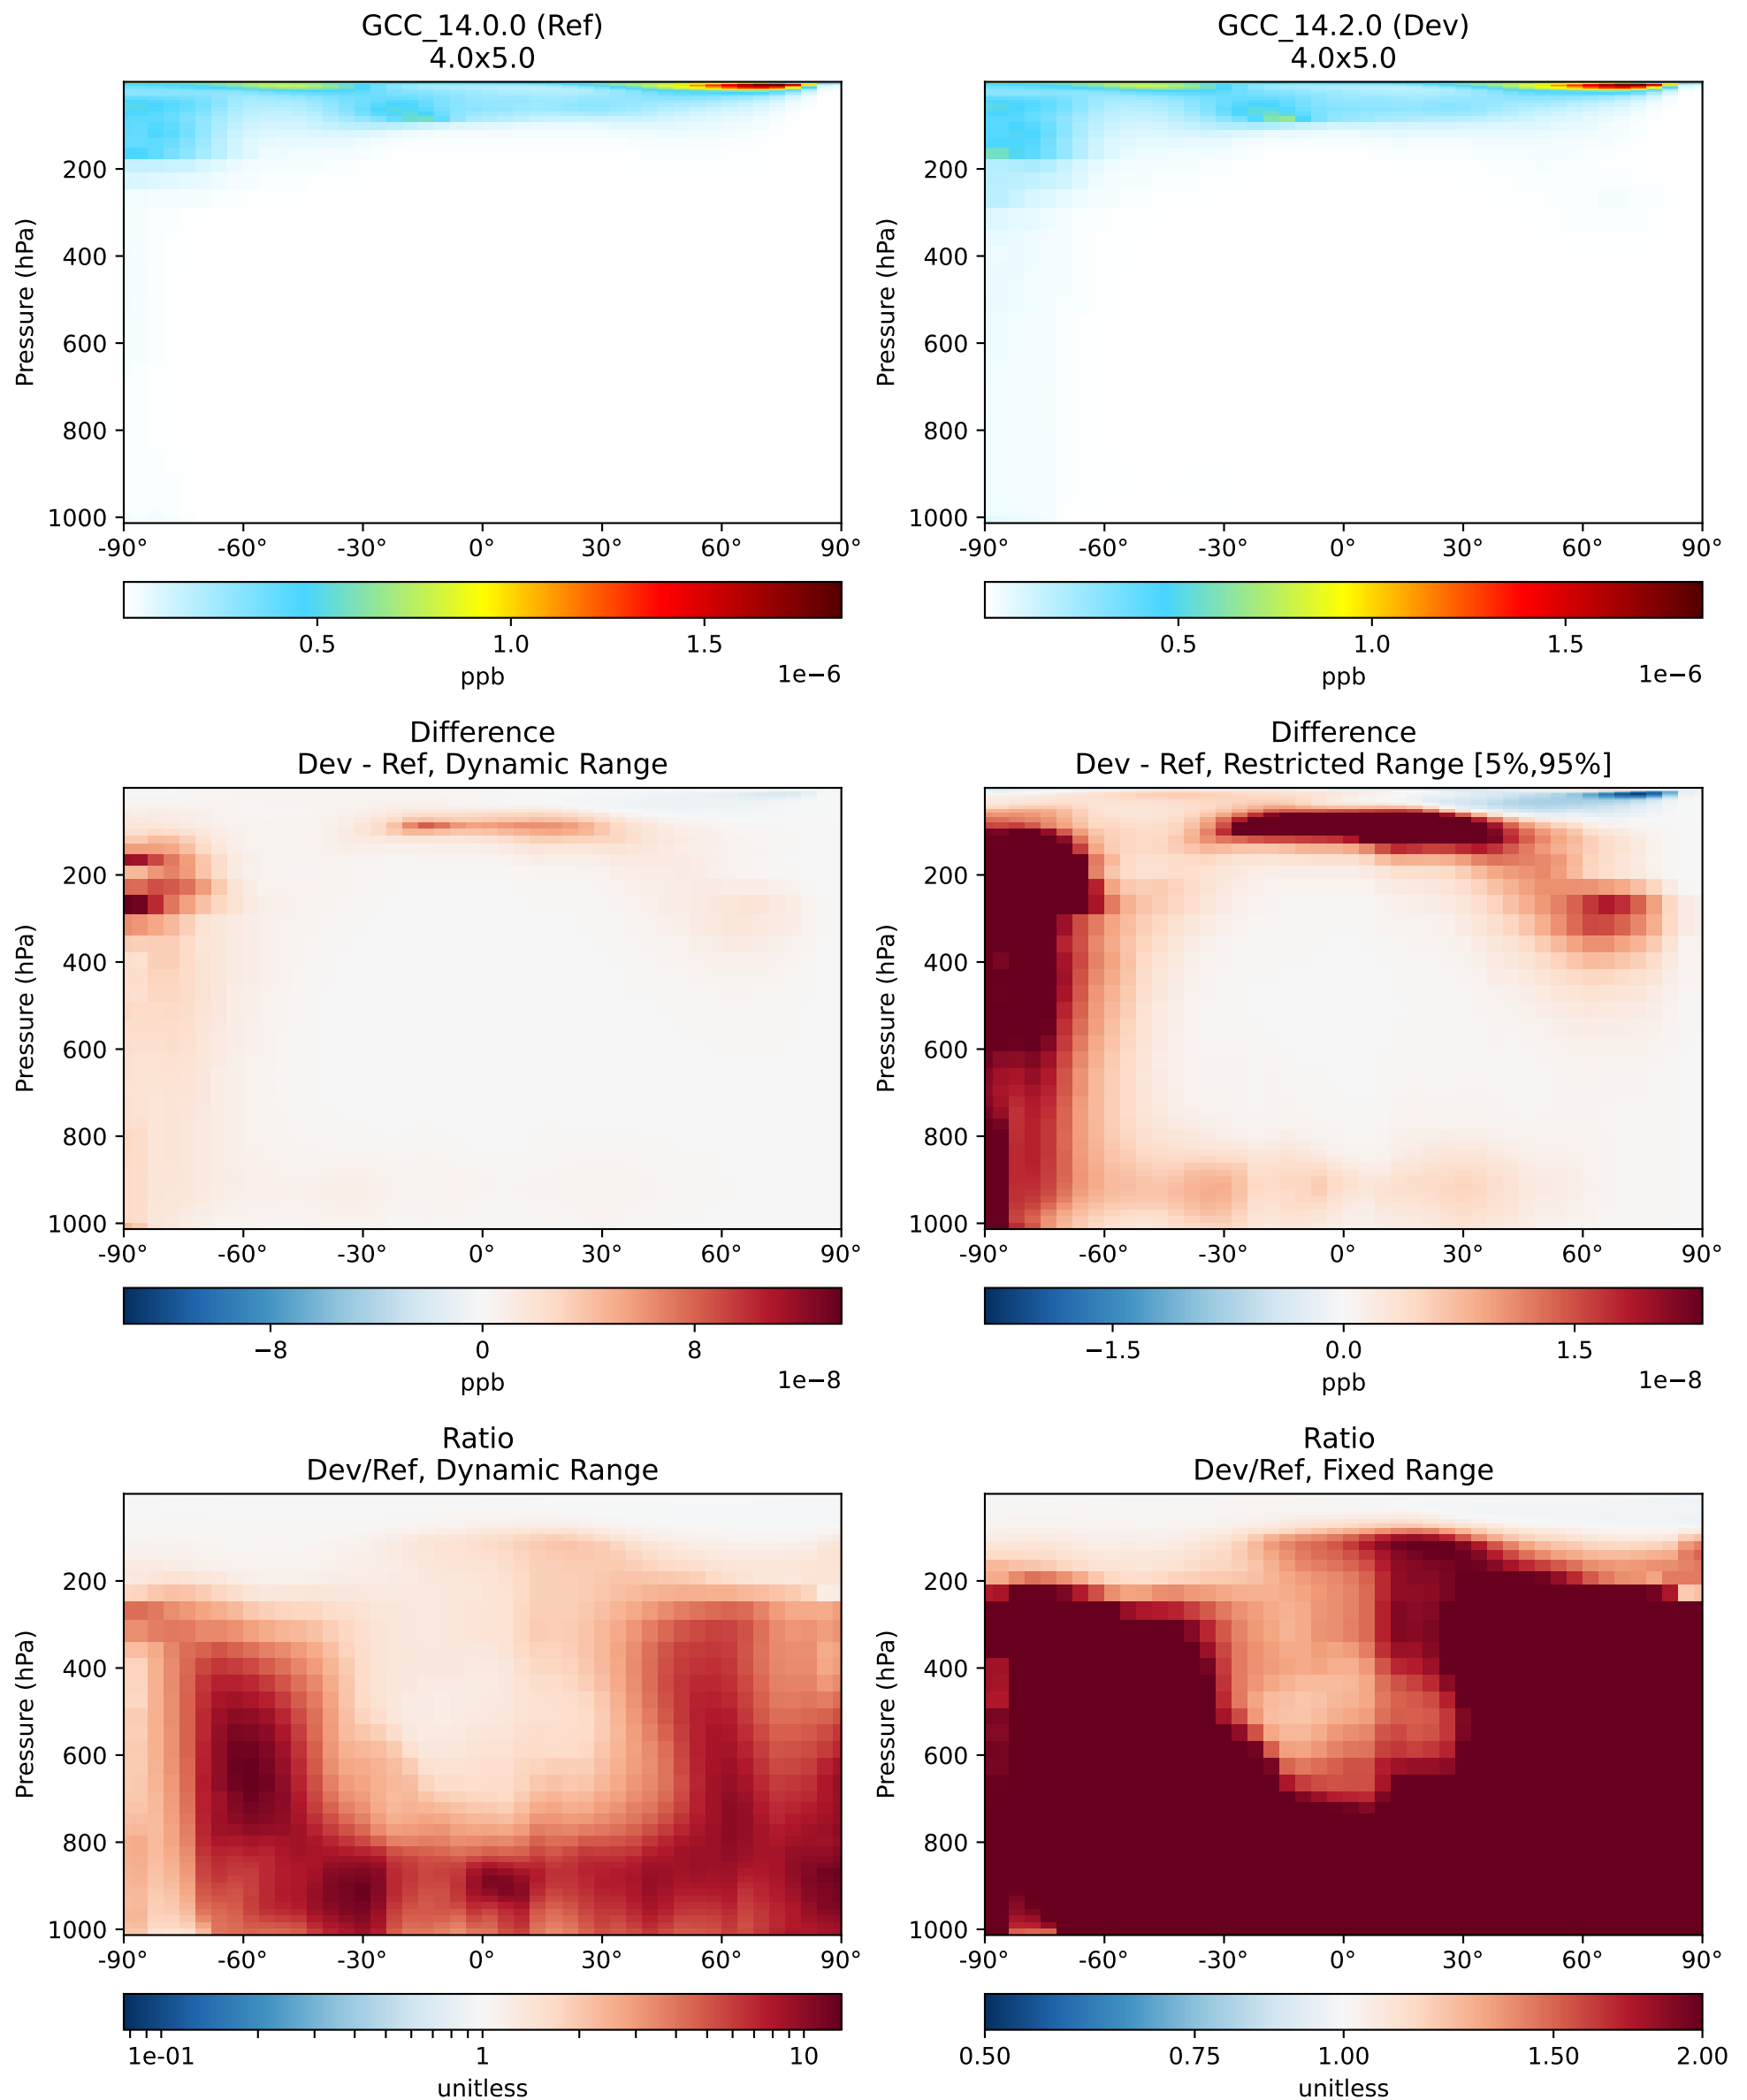 GCC_14.0.0 (Ref)
4.0x5.0
GCC_14.2.0 (Dev)
4.0x5.0
Pressure (hPa)
200
400
600
800
1000
-90° -60° -30° 0° 30° 60° 90°
0.5 1.0 1.5
ppb
1e−6
Pressure (hPa)
200
400
600
800
1000
-90° -60° -30° 0° 30° 60° 90°
0.5 1.0 1.5
ppb
1e−6
Difference
Dev - Ref, Dynamic Range
Pressure (hPa)
200
400
600
800
1000
-90° -60° -30° 0° 30° 60° 90°
−8 0 8
ppb
1e−8
Difference
Dev - Ref, Restricted Range [5%,95%]
Pressure (hPa)
200
400
600
800
1000
-90° -60° -30° 0° 30° 60° 90°
−1.5 0.0 1.5
ppb
1e−8
Ratio
Dev/Ref, Dynamic Range
Pressure (hPa)
200
400
600
800
1000
-90° -60° -30° 0° 30° 60° 90°
1e-01 1 10
unitless
Ratio
Dev/Ref, Fixed Range
Pressure (hPa)
200
400
600
800
1000
-90° -60° -30° 0° 30° 60° 90°
0.50 0.75 1.00 1.50 2.00
unitless